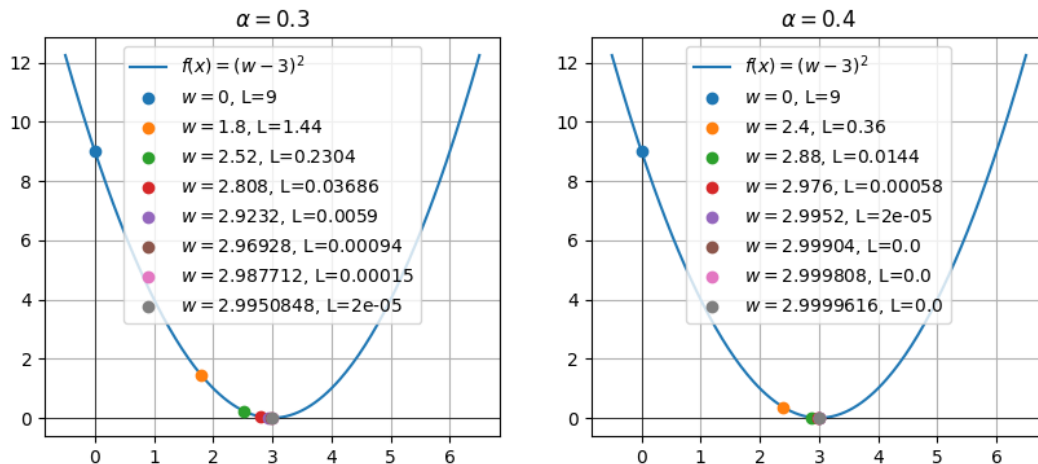 α = 0.3
12
10
8
6
4
2
0
0 1 2 3 4 5 6
f(x) = (w − 3)²
w = 0, L=9
w = 1.8, L=1.44
w = 2.52, L=0.2304
w = 2.808, L=0.03686
w = 2.9232, L=0.0059
w = 2.96928, L=0.00094
w = 2.987712, L=0.00015
w = 2.9950848, L=2e-05
α = 0.4
12
10
8
6
4
2
0
0 1 2 3 4 5 6
f(x) = (w − 3)²
w = 0, L=9
w = 2.4, L=0.36
w = 2.88, L=0.0144
w = 2.976, L=0.00058
w = 2.9952, L=2e-05
w = 2.99904, L=0.0
w = 2.999808, L=0.0
w = 2.9999616, L=0.0